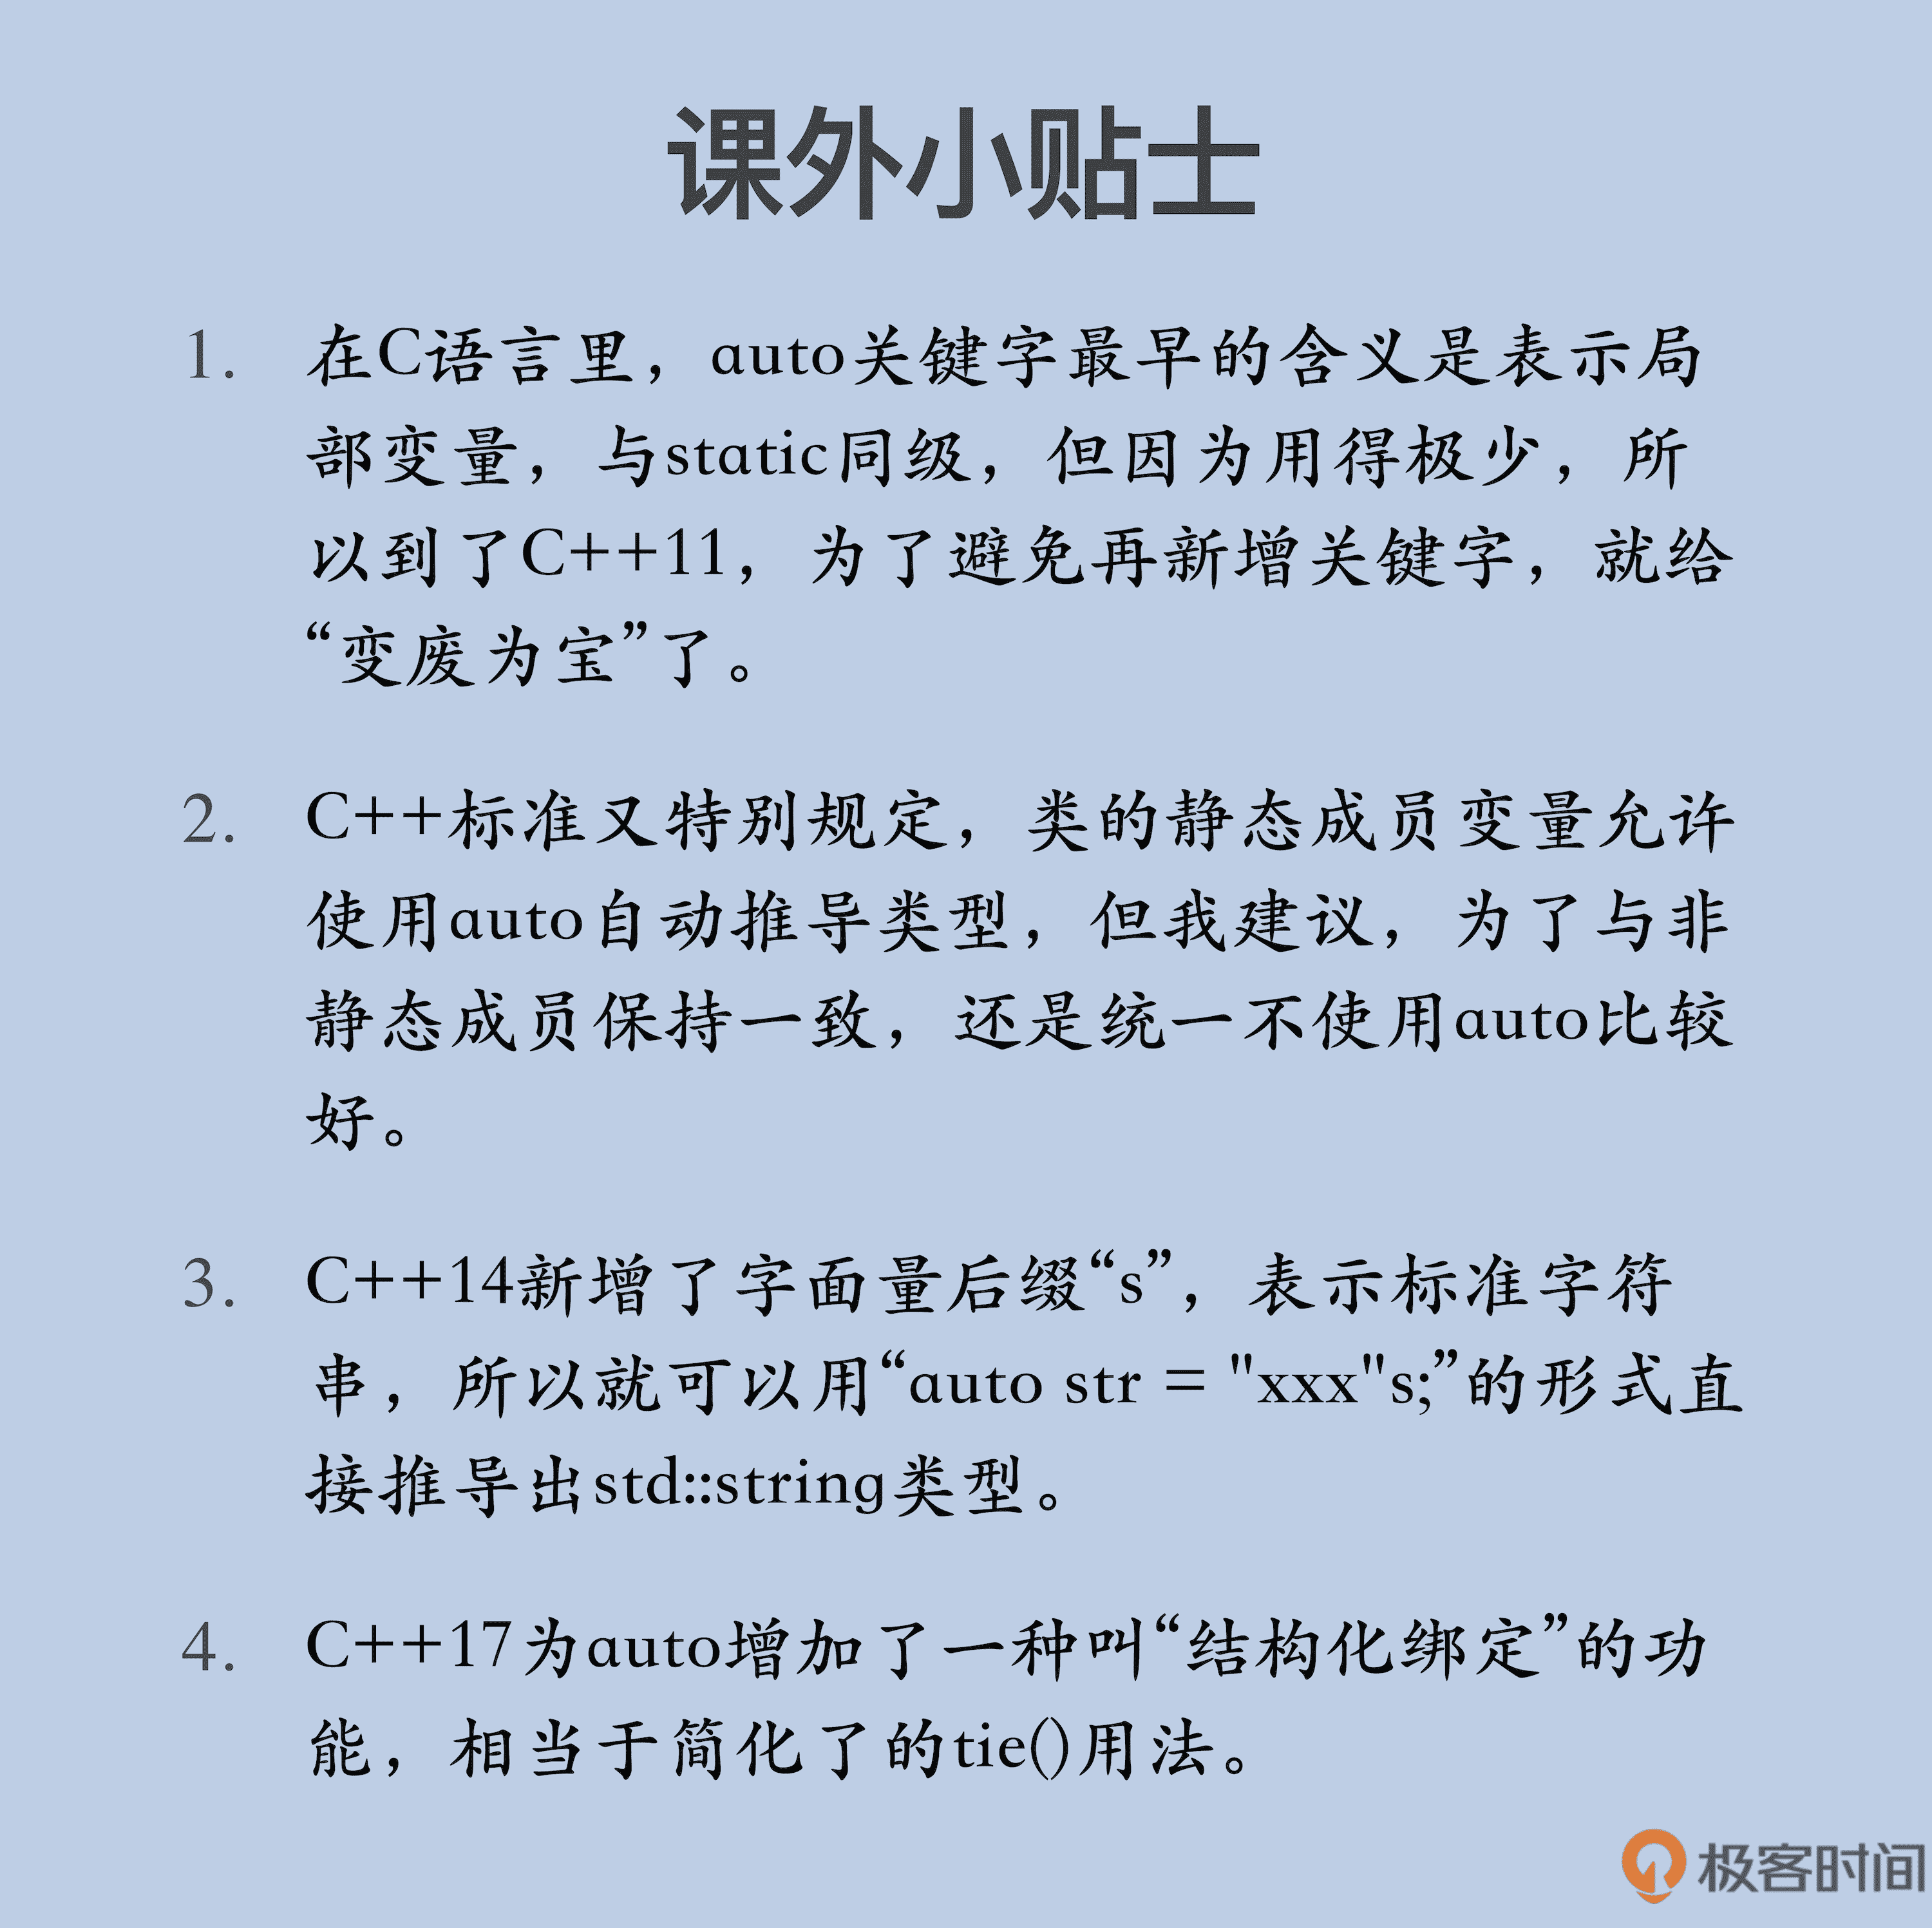 课外小贴士
1. 在C语言里，auto关键字最早的含义是表示局
部变量，与static同级，但因为用得极少，所
以到了C++11，为了避免再新增关键字，就给
“变废为宝”了。
2. C++标准又特别规定，类的静态成员变量允许
使用auto自动推导类型，但我建议，为了与非
静态成员保持一致，还是统一不使用auto比较
好。
3. C++14新增了字面量后缀“s”，表示标准字符
串，所以就可以用“auto str = "xxx"s;”的形式直
接推导出std::string类型。
4. C++17为auto增加了一种叫“结构化绑定”的功
能，相当于简化了的tie()用法。
极客时间